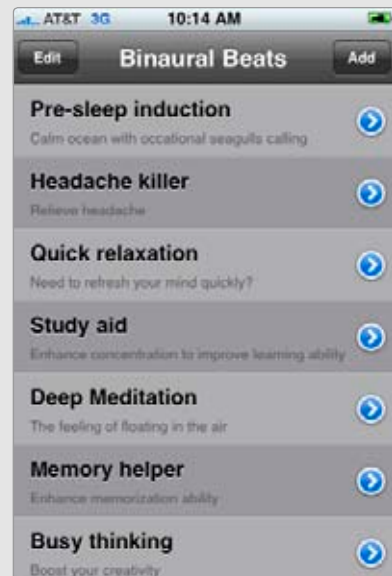 AT&T 3G 10:14 AM
Edit Binaural Beats Add
Pre-sleep induction
Calm ocean with occational seagulls calling
Headache killer
Relieve headache
Quick relaxation
Need to refresh your mind quickly?
Study aid
Enhance concentration to improve learning ability
Deep Meditation
The feeling of floating in the air
Memory helper
Enhance memorization ability
Busy thinking
Boost your creativity